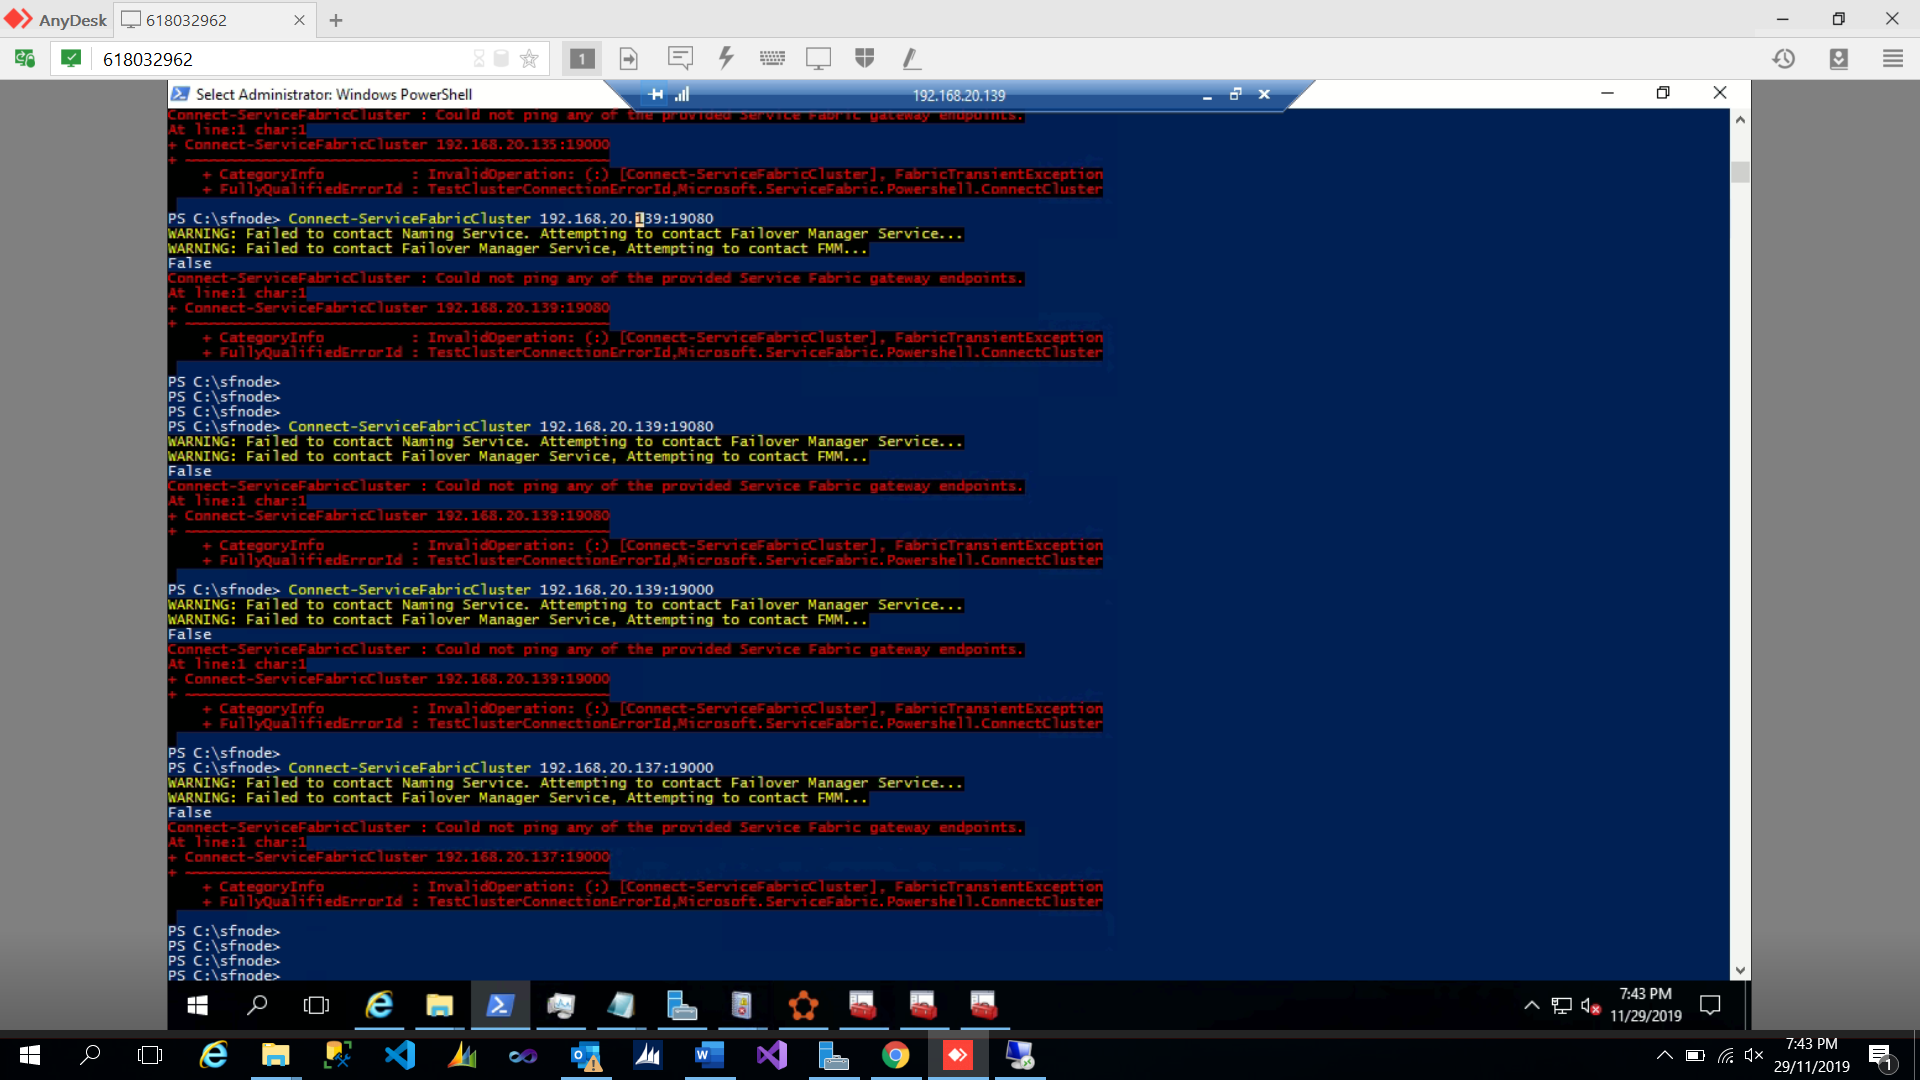 AnyDesk
618032962
618032962
1
Select Administrator: Windows PowerShell
192.168.20.139
Connect-ServiceFabricCluster : Could not ping any of the provided Service Fabric gateway endpoints.
At line:1 char:1
+ Connect-ServiceFabricCluster 192.168.20.135:19000
+ ~~~~~~~~~~~~~~~~~~~~~~~~~~~~~~~~~~~~~~~~~~~~~~~~~
+ CategoryInfo : InvalidOperation: (:) [Connect-ServiceFabricCluster], FabricTransientException
+ FullyQualifiedErrorId : TestClusterConnectionErrorId,Microsoft.ServiceFabric.Powershell.ConnectCluster
PS C:\sfnode> Connect-ServiceFabricCluster 192.168.20.139:19080
WARNING: Failed to contact Naming Service. Attempting to contact Failover Manager Service...
WARNING: Failed to contact Failover Manager Service, Attempting to contact FMM...
False
Connect-ServiceFabricCluster : Could not ping any of the provided Service Fabric gateway endpoints.
At line:1 char:1
+ Connect-ServiceFabricCluster 192.168.20.139:19080
+ ~~~~~~~~~~~~~~~~~~~~~~~~~~~~~~~~~~~~~~~~~~~~~~~~~
+ CategoryInfo : InvalidOperation: (:) [Connect-ServiceFabricCluster], FabricTransientException
+ FullyQualifiedErrorId : TestClusterConnectionErrorId,Microsoft.ServiceFabric.Powershell.ConnectCluster
PS C:\sfnode>
PS C:\sfnode>
PS C:\sfnode>
PS C:\sfnode> Connect-ServiceFabricCluster 192.168.20.139:19080
WARNING: Failed to contact Naming Service. Attempting to contact Failover Manager Service...
WARNING: Failed to contact Failover Manager Service, Attempting to contact FMM...
False
Connect-ServiceFabricCluster : Could not ping any of the provided Service Fabric gateway endpoints.
At line:1 char:1
+ Connect-ServiceFabricCluster 192.168.20.139:19080
+ ~~~~~~~~~~~~~~~~~~~~~~~~~~~~~~~~~~~~~~~~~~~~~~~~~
+ CategoryInfo : InvalidOperation: (:) [Connect-ServiceFabricCluster], FabricTransientException
+ FullyQualifiedErrorId : TestClusterConnectionErrorId,Microsoft.ServiceFabric.Powershell.ConnectCluster
PS C:\sfnode> Connect-ServiceFabricCluster 192.168.20.139:19000
WARNING: Failed to contact Naming Service. Attempting to contact Failover Manager Service...
WARNING: Failed to contact Failover Manager Service, Attempting to contact FMM...
False
Connect-ServiceFabricCluster : Could not ping any of the provided Service Fabric gateway endpoints.
At line:1 char:1
+ Connect-ServiceFabricCluster 192.168.20.139:19000
+ ~~~~~~~~~~~~~~~~~~~~~~~~~~~~~~~~~~~~~~~~~~~~~~~~~
+ CategoryInfo : InvalidOperation: (:) [Connect-ServiceFabricCluster], FabricTransientException
+ FullyQualifiedErrorId : TestClusterConnectionErrorId,Microsoft.ServiceFabric.Powershell.ConnectCluster
PS C:\sfnode>
PS C:\sfnode> Connect-ServiceFabricCluster 192.168.20.137:19000
WARNING: Failed to contact Naming Service. Attempting to contact Failover Manager Service...
WARNING: Failed to contact Failover Manager Service, Attempting to contact FMM...
False
Connect-ServiceFabricCluster : Could not ping any of the provided Service Fabric gateway endpoints.
At line:1 char:1
+ Connect-ServiceFabricCluster 192.168.20.137:19000
+ ~~~~~~~~~~~~~~~~~~~~~~~~~~~~~~~~~~~~~~~~~~~~~~~~~
+ CategoryInfo : InvalidOperation: (:) [Connect-ServiceFabricCluster], FabricTransientException
+ FullyQualifiedErrorId : TestClusterConnectionErrorId,Microsoft.ServiceFabric.Powershell.ConnectCluster
PS C:\sfnode>
PS C:\sfnode>
PS C:\sfnode>
PS C:\sfnode>
7:43 PM
11/29/2019
7:43 PM
29/11/2019
1